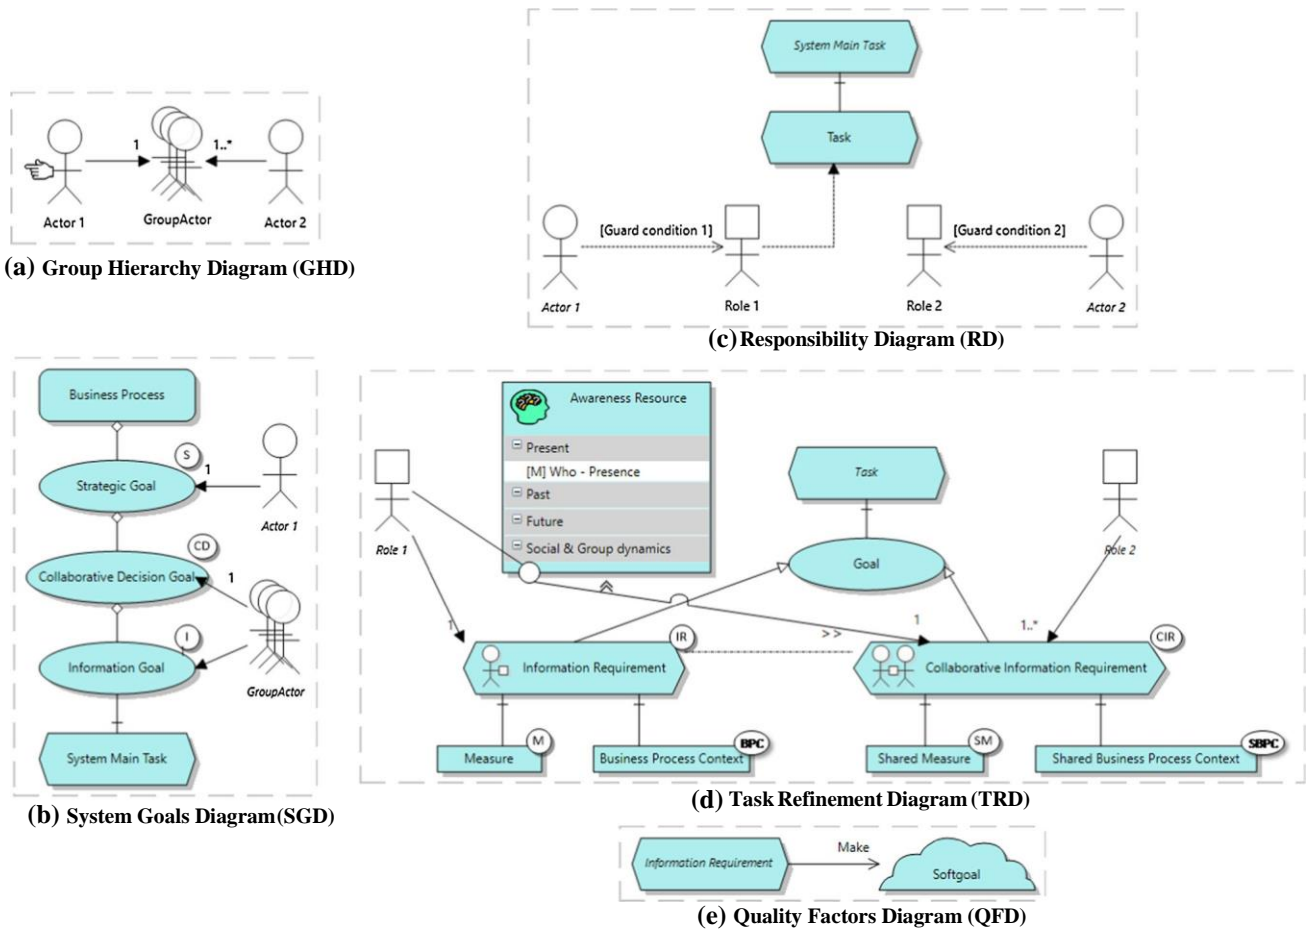 1
1..*
Actor 1
GroupActor
Actor 2
(a) Group Hierarchy Diagram (GHD)
System Main Task
Task
[Guard condition 1]
[Guard condition 2]
Actor 1
Role 1
Role 2
Actor 2
(c) Responsibility Diagram (RD)
Business Process
S
1
Strategic Goal
Actor 1
CD
1
Collaborative Decision Goal
I
Information Goal
GroupActor
System Main Task
(b) System Goals Diagram (SGD)
Awareness Resource
Present
[M] Who - Presence
Past
Future
Social & Group dynamics
Role 1
Task
Role 2
Goal
1
1
1..*
IR
>>
CIR
Information Requirement
Collaborative Information Requirement
M
BPC
SM
SBPC
Measure
Business Process Context
Shared Measure
Shared Business Process Context
(d) Task Refinement Diagram (TRD)
Information Requirement
Make
Softgoal
(e) Quality Factors Diagram (QFD)